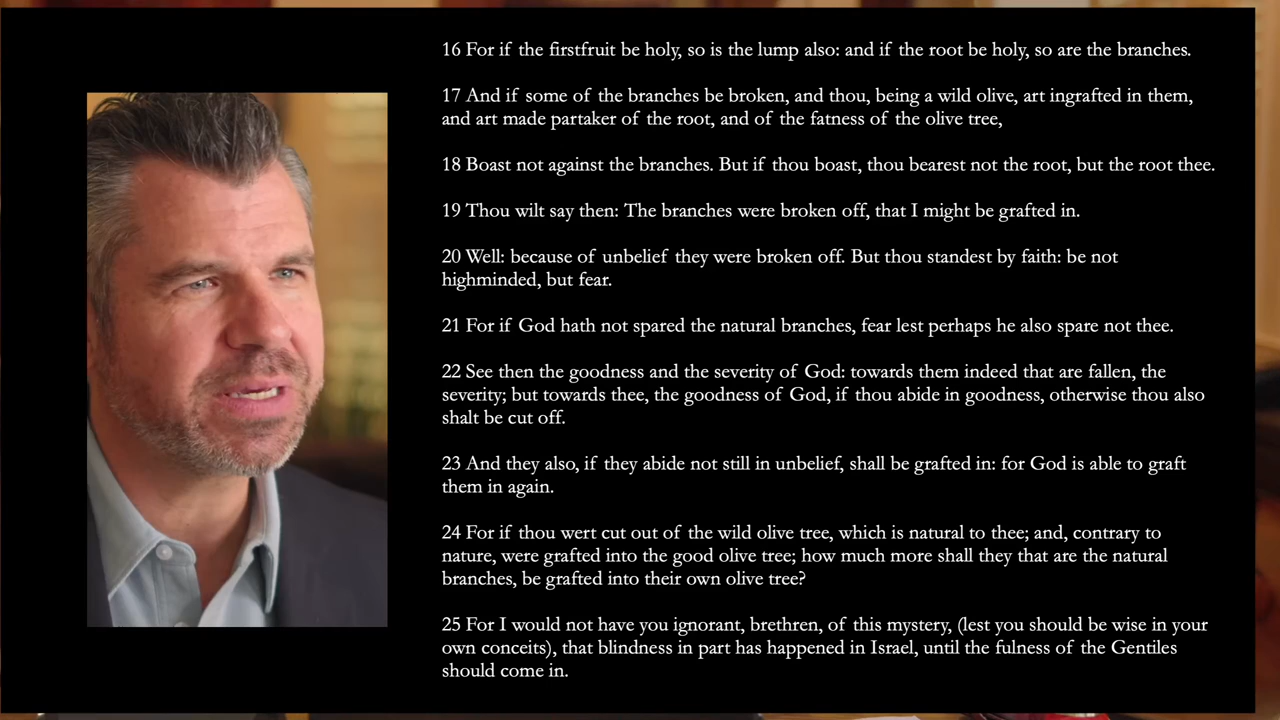 16 For if the firstfruit be holy, so is the lump also: and if the root be holy, so are the branches.
17 And if some of the branches be broken, and thou, being a wild olive, art ingrafted in them,
and art made partaker of the root, and of the fatness of the olive tree,
18 Boast not against the branches. But if thou boast, thou bearest not the root, but the root thee.
19 Thou wilt say then: The branches were broken off, that I might be grafted in.
20 Well: because of unbelief they were broken off. But thou standest by faith: be not
highminded, but fear.
21 For if God hath not spared the natural branches, fear lest perhaps he also spare not thee.
22 See then the goodness and the severity of God: towards them indeed that are fallen, the
severity; but towards thee, the goodness of God, if thou abide in goodness, otherwise thou also
shalt be cut off.
23 And they also, if they abide not still in unbelief, shall be grafted in: for God is able to graft
them in again.
24 For if thou wert cut out of the wild olive tree, which is natural to thee; and, contrary to
nature, were grafted into the good olive tree; how much more shall they that are the natural
branches, be grafted into their own olive tree?
25 For I would not have you ignorant, brethren, of this mystery, (lest you should be wise in your
own conceits), that blindness in part has happened in Israel, until the fulness of the Gentiles
should come in.